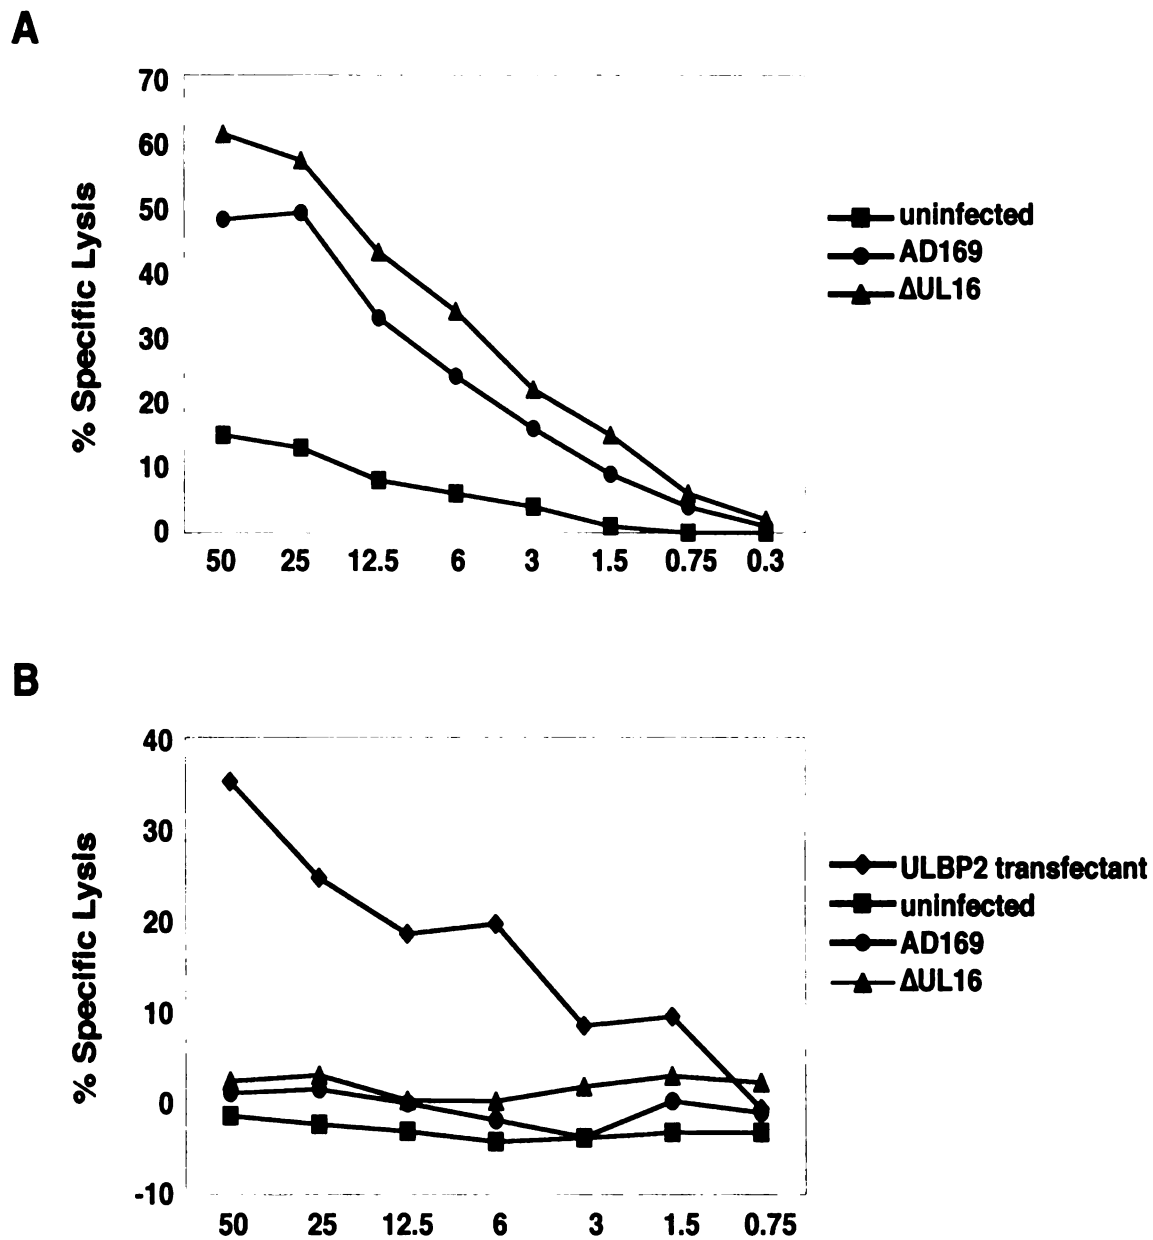 A
70
60
50
40
30
20
10
0
% Specific Lysis
50 25 12.5 6 3 1.5 0.75 0.3
uninfected
AD169
ΔUL16
B
40
30
20
10
0
-10
% Specific Lysis
50 25 12.5 6 3 1.5 0.75
ULBP2 transfectant
uninfected
AD169
ΔUL16